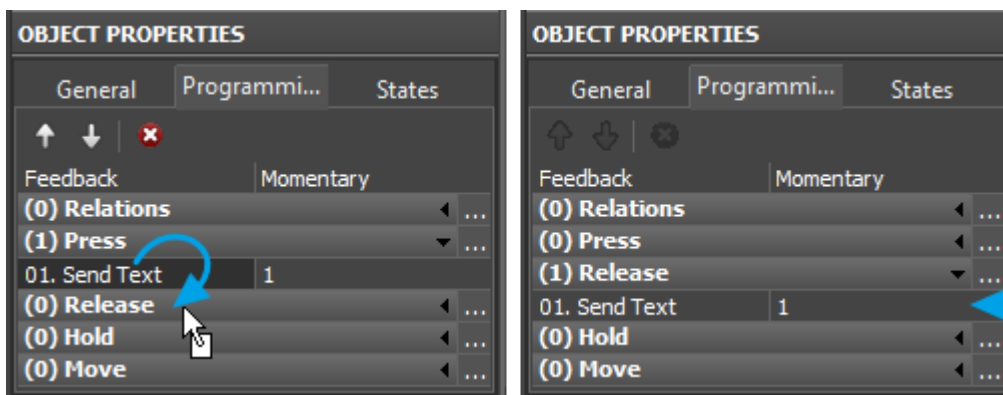 OBJECT PROPERTIES
General Programmi... States
Feedback Momentary
(0) Relations ...
(1) Press ...
01. Send Text 1
(0) Release ...
(0) Hold ...
(0) Move ...
OBJECT PROPERTIES
General Programmi... States
Feedback Momentary
(0) Relations ...
(0) Press ...
(1) Release ...
01. Send Text 1
(0) Hold ...
(0) Move ...